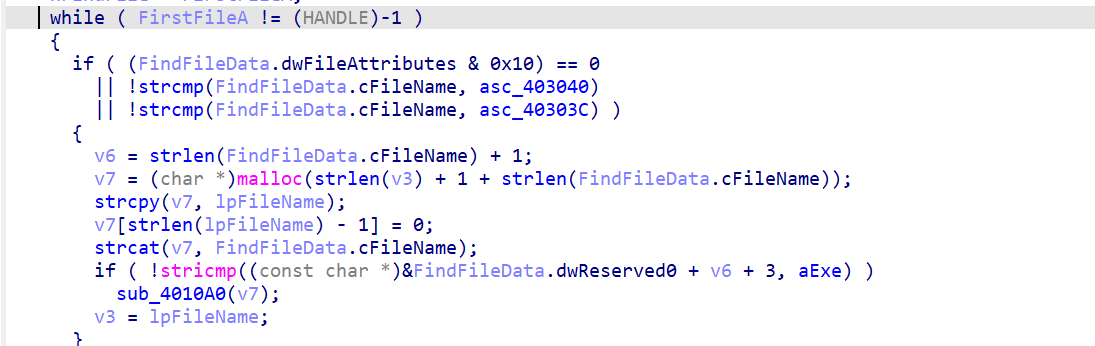 while ( FirstFileA != (HANDLE)-1 )
{
if ( (FindFileData.dwFileAttributes & 0x10) == 0
|| !strcmp(FindFileData.cFileName, asc_403040)
|| !strcmp(FindFileData.cFileName, asc_40303C) )
{
v6 = strlen(FindFileData.cFileName) + 1;
v7 = (char *)malloc(strlen(v3) + 1 + strlen(FindFileData.cFileName));
strcpy(v7, lpFileName);
v7[strlen(lpFileName) - 1] = 0;
strcat(v7, FindFileData.cFileName);
if ( !stricmp((const char *)&FindFileData.dwReserved0 + v6 + 3, aExe) )
sub_4010A0(v7);
v3 = lpFileName;
}